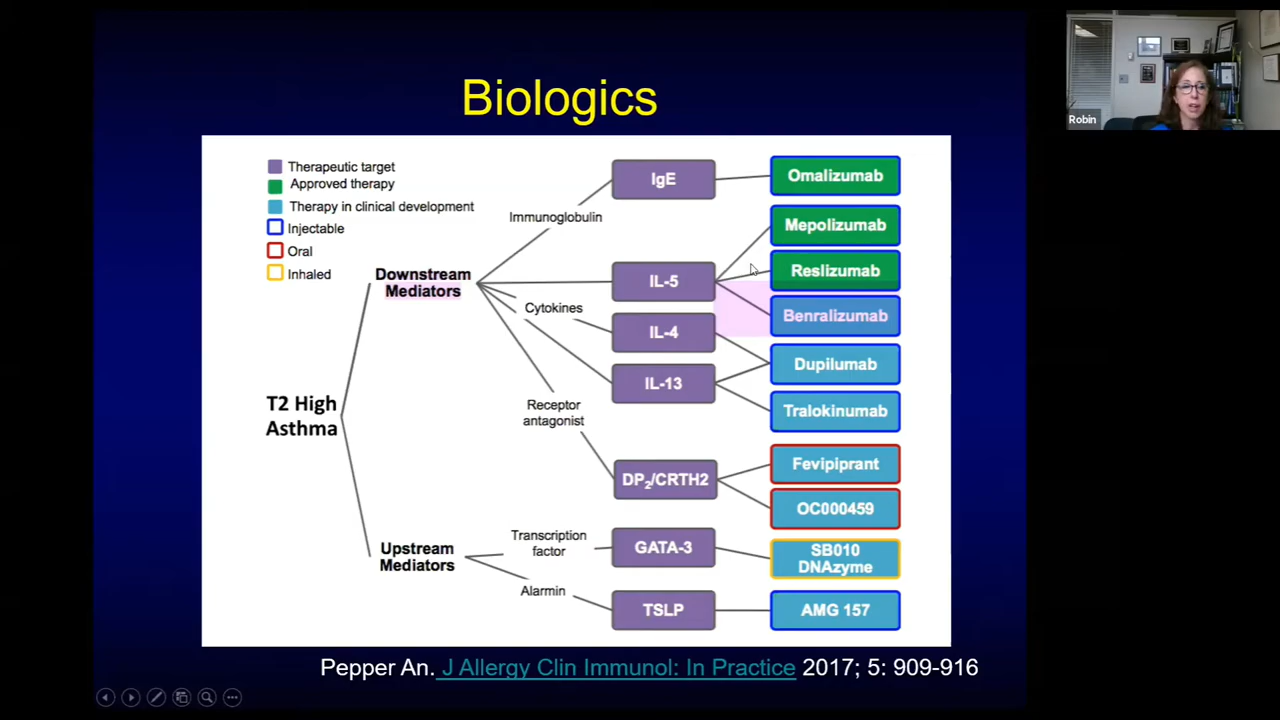 Biologics
Therapeutic target
Approved therapy
Therapy in clinical development
Injectable
Oral
Inhaled
T2 High
Asthma
Downstream
Mediators
Immunoglobulin
Cytokines
Receptor
antagonist
IgE
IL-5
IL-4
IL-13
DP2/CRTH2
Omalizumab
Mepolizumab
Reslizumab
Benralizumab
Dupilumab
Tralokinumab
Fevipiprant
OC000459
Upstream
Mediators
Transcription
factor
Alarmin
GATA-3
TSLP
SB010
DNAzyme
AMG 157
Pepper An. J Allergy Clin Immunol: In Practice 2017; 5: 909-916
Robin